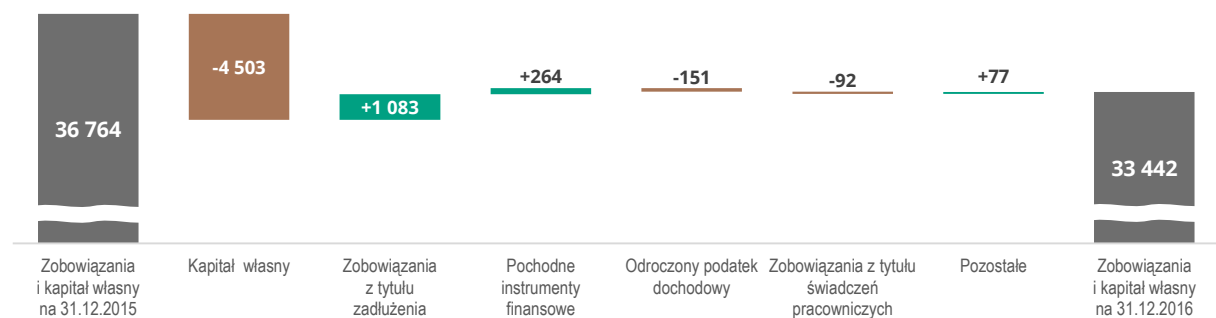 36 764
-4 503
+1 083
+264
-151
-92
+77
33 442
Zobowiązania
i kapitał własny
na 31.12.2015
Kapitał własny
Zobowiązania
z tytułu
zadłużenia
Pochodne
instrumenty
finansowe
Odroczony podatek
dochodowy
Zobowiązania z tytułu
świadczeń
pracowniczych
Pozostałe
Zobowiązania
i kapitał własny
na 31.12.2016